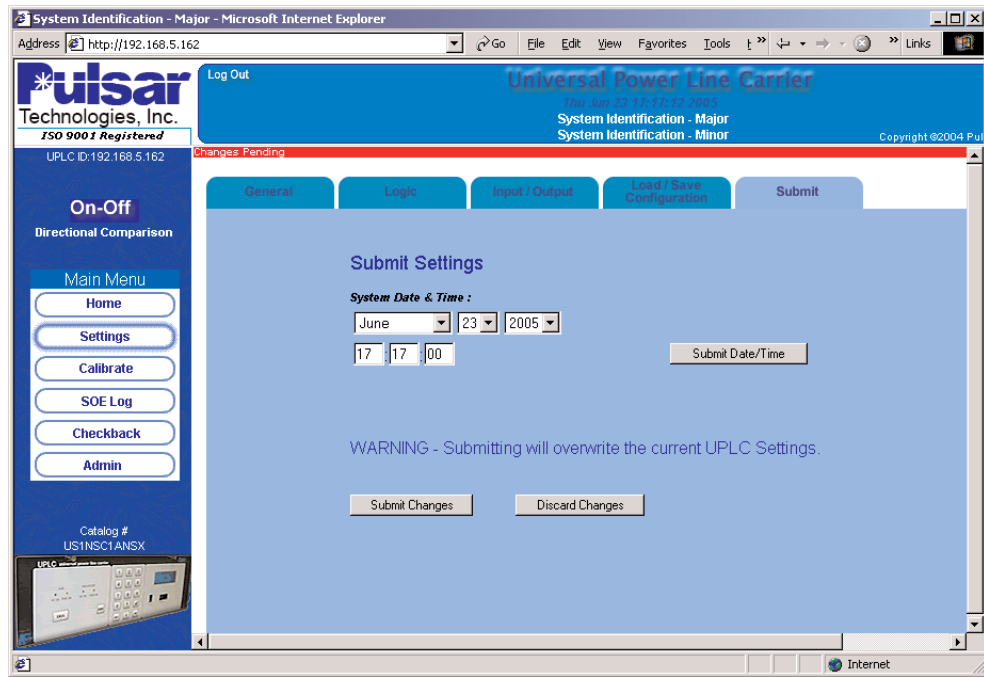 System Identification - Major - Microsoft Internet Explorer
Address http://192.168.5.162 Go File Edit View Favorites Tools t » » Links
Pulsar
Technologies, Inc.
ISO 9001 Registered
Log Out
Universal Power Line Carrier
Thu Jun 23 17:17:12 2005
System Identification - Major
System Identification - Minor
Copyright ©2004 Pul
UPLC ID:192.168.5.162
Changes Pending
General Logic Input / Output Load / Save Configuration Submit
On-Off
Directional Comparison
Main Menu
Home
Settings
Calibrate
SOE Log
Checkback
Admin
Submit Settings
System Date & Time :
June 23 2005
17 : 17 : 00
Submit Date/Time
WARNING - Submitting will overwrite the current UPLC Settings.
Submit Changes Discard Changes
Catalog #
US1NSC1ANSX
UPLC
Internet